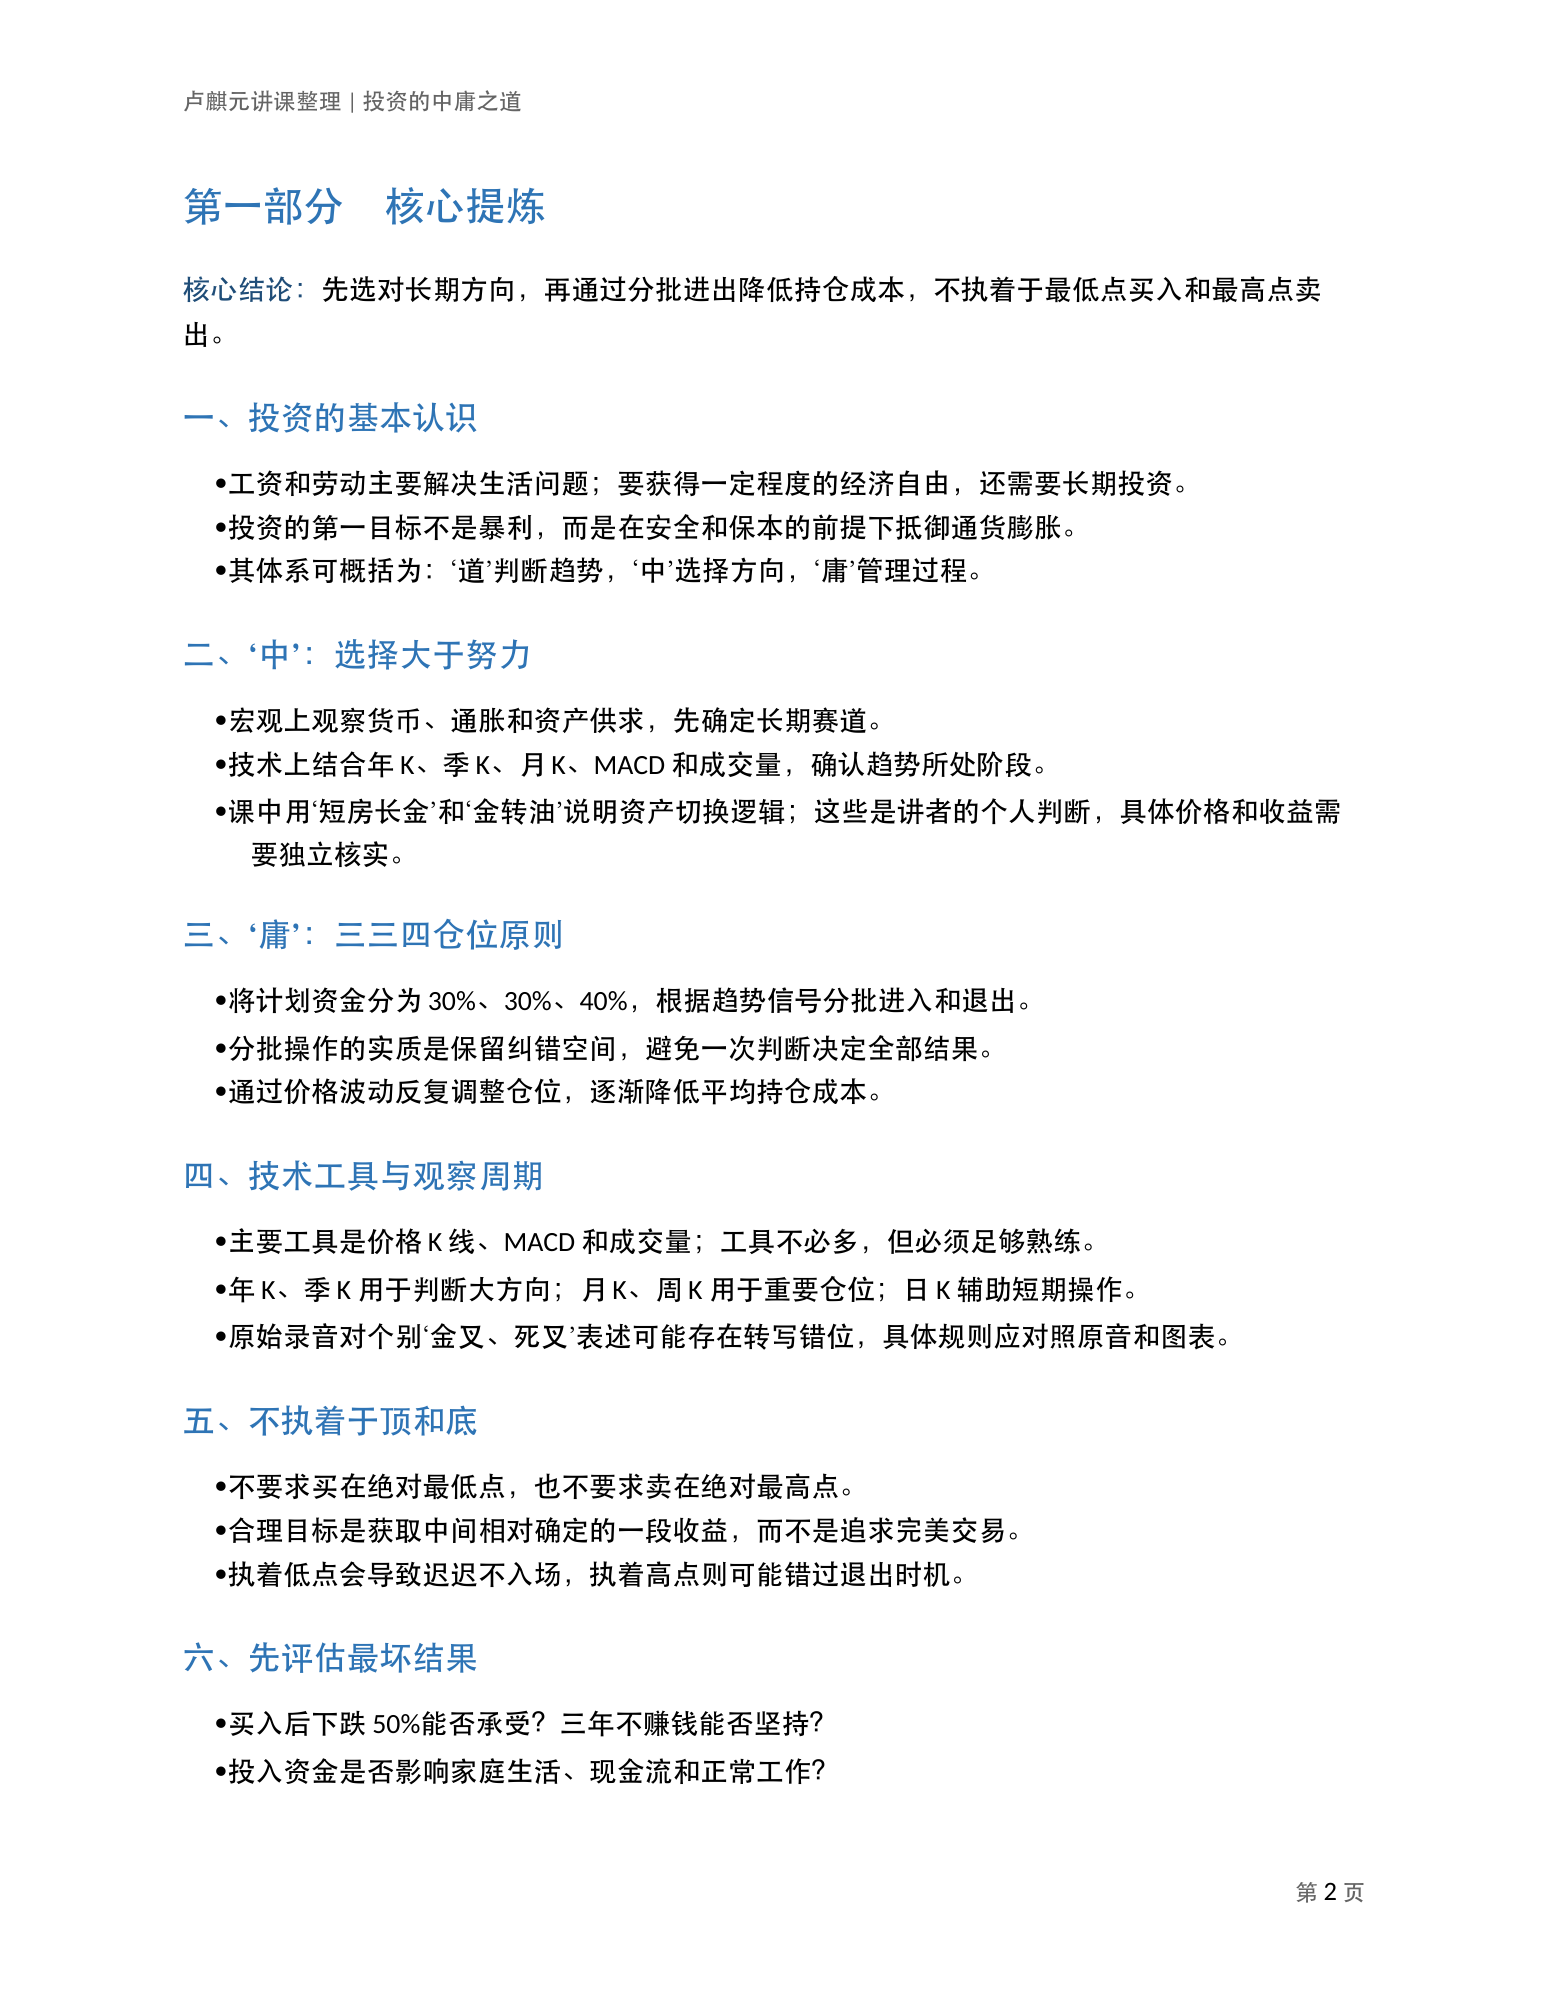 卢麒元讲课整理 | 投资的中庸之道
第一部分　核心提炼
核心结论：先选对长期方向，再通过分批进出降低持仓成本，不执着于最低点买入和最高点卖
出。
一、投资的基本认识
•工资和劳动主要解决生活问题；要获得一定程度的经济自由，还需要长期投资。
•投资的第一目标不是暴利，而是在安全和保本的前提下抵御通货膨胀。
•其体系可概括为：‘道’判断趋势，‘中’选择方向，‘庸’管理过程。
二、‘中’：选择大于努力
•宏观上观察货币、通胀和资产供求，先确定长期赛道。
•技术上结合年 K、季 K、月 K、MACD 和成交量，确认趋势所处阶段。
•课中用‘短房长金’和‘金转油’说明资产切换逻辑；这些是讲者的个人判断，具体价格和收益需
要独立核实。
三、‘庸’：三三四仓位原则
•将计划资金分为 30%、30%、40%，根据趋势信号分批进入和退出。
•分批操作的实质是保留纠错空间，避免一次判断决定全部结果。
•通过价格波动反复调整仓位，逐渐降低平均持仓成本。
四、技术工具与观察周期
•主要工具是价格 K 线、MACD 和成交量；工具不必多，但必须足够熟练。
•年 K、季 K 用于判断大方向；月 K、周 K 用于重要仓位；日 K 辅助短期操作。
•原始录音对个别‘金叉、死叉’表述可能存在转写错位，具体规则应对照原音和图表。
五、不执着于顶和底
•不要求买在绝对最低点，也不要求卖在绝对最高点。
•合理目标是获取中间相对确定的一段收益，而不是追求完美交易。
•执着低点会导致迟迟不入场，执着高点则可能错过退出时机。
六、先评估最坏结果
•买入后下跌 50%能否承受？三年不赚钱能否坚持？
•投入资金是否影响家庭生活、现金流和正常工作？
第 2 页